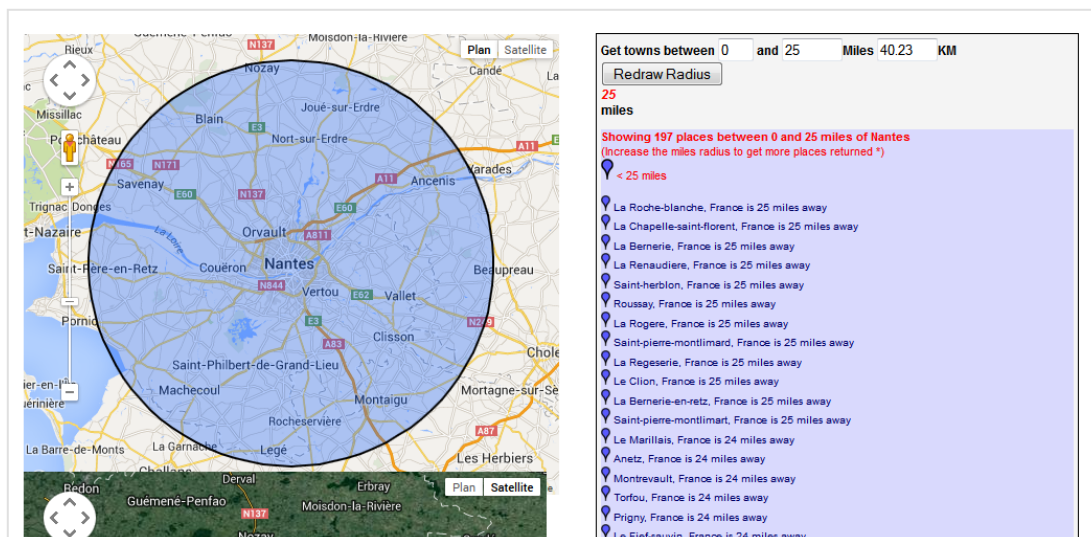 Guémené-Penfao
Moisdon-la-Rivière
Rieux
N137
Plan Satellite
Nozay
Candé
La
Missillac
Joué-sur-Erdre
Blain
E3
Nort-sur-Erdre
A11
N165
N171
Varades
Savenay
E60
N137
A11
Ancenis
Trignac Donges
E60
t-Nazaire
La Loire
Orvault
A811
Saint-Père-en-Retz
Couëron
Nantes
Beaupreau
N844
Vertou
E62
Vallet
Pornic
E3
N249
A83
Clisson
Chole
Saint-Philbert-de-Grand-Lieu
Machecoul
Montaigu
Mortagne-sur-Sè
Rocheservière
A87
La Barre-de-Monts
La Garnache
Legé
Les Herbiers
Challans
Redon
Derval
Erbray
Plan Satellite
Guémené-Penfao
Moisdon-la-Rivière
N137
Nozay
Get towns between 0 and 25 Miles 40.23 KM
Redraw Radius
25
miles
Showing 197 places between 0 and 25 miles of Nantes
(Increase the miles radius to get more places returned *)
< 25 miles
La Roche-blanche, France is 25 miles away
La Chapelle-saint-florent, France is 25 miles away
La Bernerie, France is 25 miles away
La Renaudiere, France is 25 miles away
Saint-herblon, France is 25 miles away
Roussay, France is 25 miles away
La Rogere, France is 25 miles away
Saint-pierre-montlimard, France is 25 miles away
La Regeserie, France is 25 miles away
Le Clion, France is 25 miles away
La Bernerie-en-retz, France is 25 miles away
Saint-pierre-montlimart, France is 25 miles away
Le Marillais, France is 24 miles away
Anetz, France is 24 miles away
Montrevault, France is 24 miles away
Torfou, France is 24 miles away
Prigny, France is 24 miles away
Le Fief-sauvin, France is 24 miles away